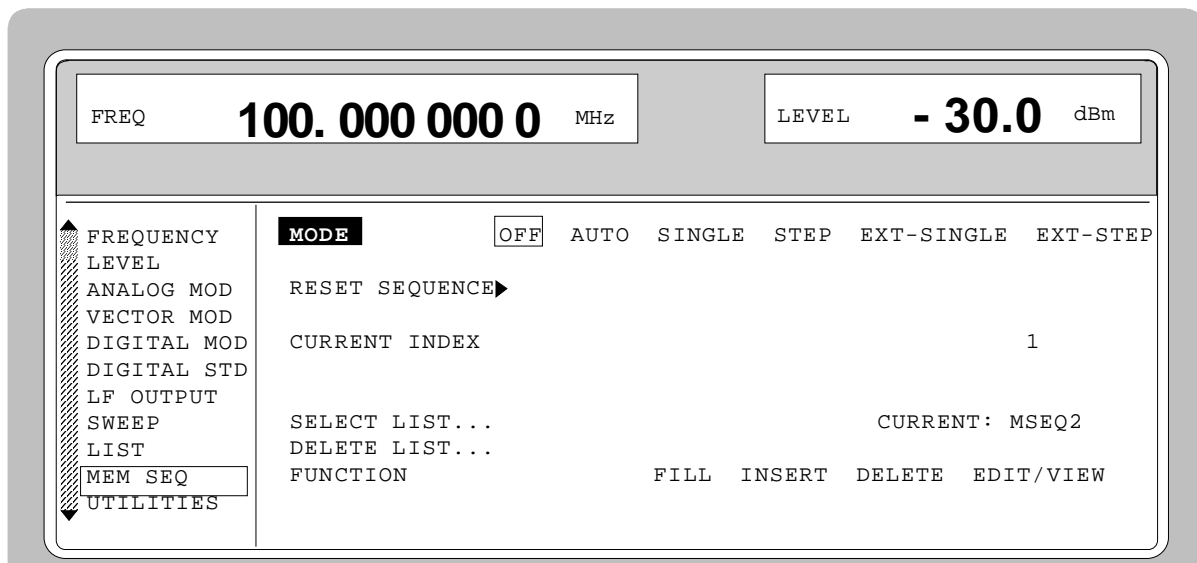 FREQ 100. 000 000 0 MHz LEVEL - 30.0 dBm
FREQUENCY
LEVEL
ANALOG MOD
VECTOR MOD
DIGITAL MOD
DIGITAL STD
LF OUTPUT
SWEEP
LIST
MEM SEQ
UTILITIES
MODE OFF AUTO SINGLE STEP EXT-SINGLE EXT-STEP
RESET SEQUENCE
CURRENT INDEX 1
SELECT LIST... CURRENT: MSEQ2
DELETE LIST...
FUNCTION FILL INSERT DELETE EDIT/VIEW